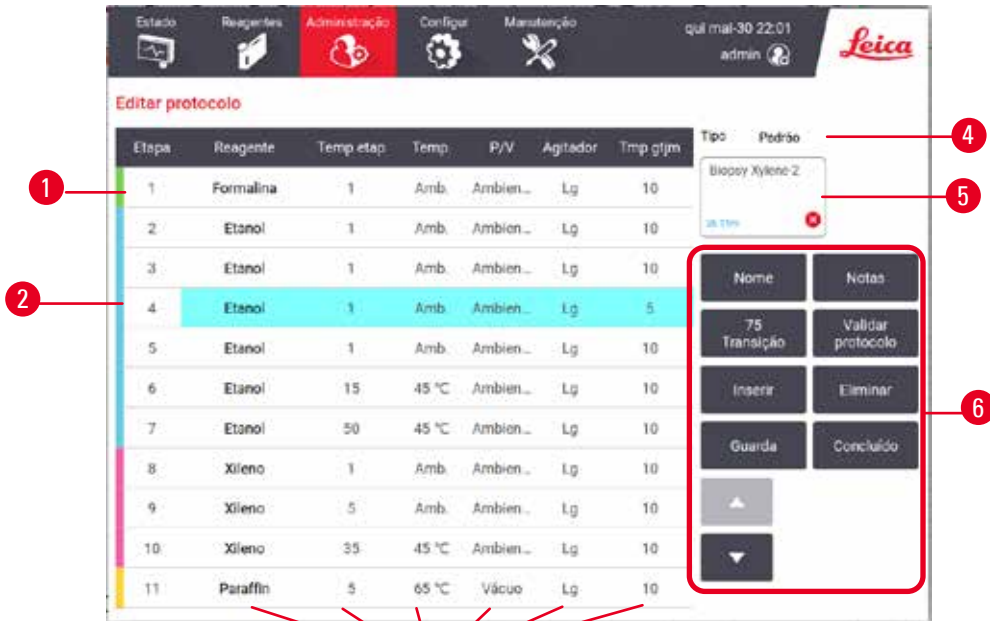 Estado Reagentes Administração Configur Manutenção
qui mai-30 22:01
admin
Leica
Editar protocolo
Etapa Reagente Temp etap Temp. P/V Agitador Tmp gtjm
Tipo Padrão
4
1
1 Formalina 1 Amb. Ambien... Lg 10
Biopsy Xylene-2
5
2 Etanol 1 Amb. Ambien... Lg 10
3 Etanol 1 Amb. Ambien... Lg 10
Nome Notas
2
4 Etanol 1 Amb. Ambien... Lg 5
75 Transição
Validar protocolo
5 Etanol 1 Amb. Ambien... Lg 10
6 Etanol 15 45 °C Ambien... Lg 10
Inserir Eliminar
6
7 Etanol 50 45 °C Ambien... Lg 10
Guarda Concluído
8 Xileno 1 Amb. Ambien... Lg 10
9 Xileno 5 Amb. Ambien... Lg 10
10 Xileno 35 45 °C Ambien... Lg 10
11 Paraffin 5 65 °C Vácuo Lg 10